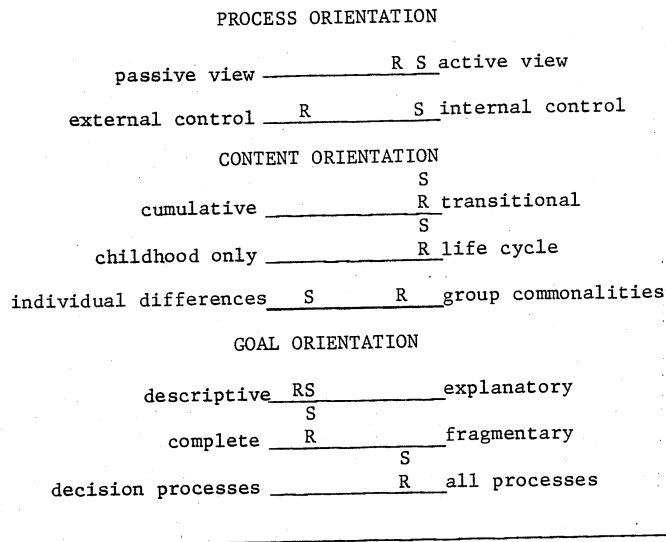 PROCESS ORIENTATION
R S
passive view active view
R S
external control internal control
CONTENT ORIENTATION
S
R
cumulative transitional
S
R
childhood only life cycle
S R
individual differences group commonalities
GOAL ORIENTATION
RS
descriptive explanatory
S
R
complete fragmentary
S
R
decision processes all processes